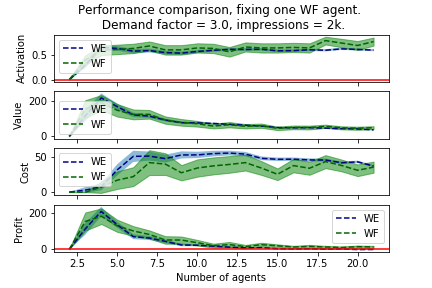 Performance comparison, fixing one WF agent.
Demand factor = 3.0, impressions = 2k.
Activation
0.5
0.0
WE
WF
Value
200
0
WE
WF
Cost
50
0
WE
WF
Profit
200
0
WE
WF
2.5 5.0 7.5 10.0 12.5 15.0 17.5 20.0
Number of agents